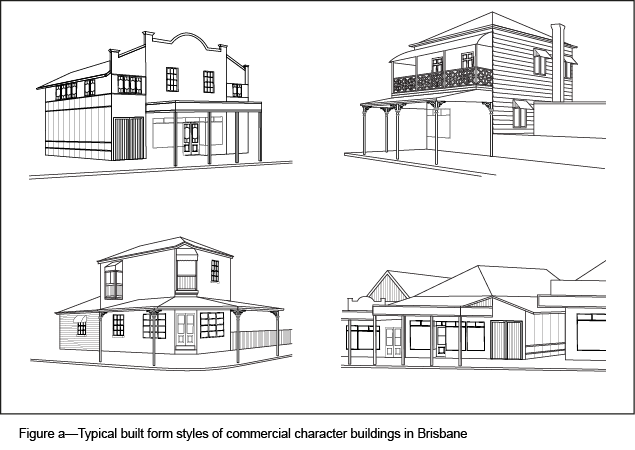 Figure a—Typical built form styles of commercial character buildings in Brisbane